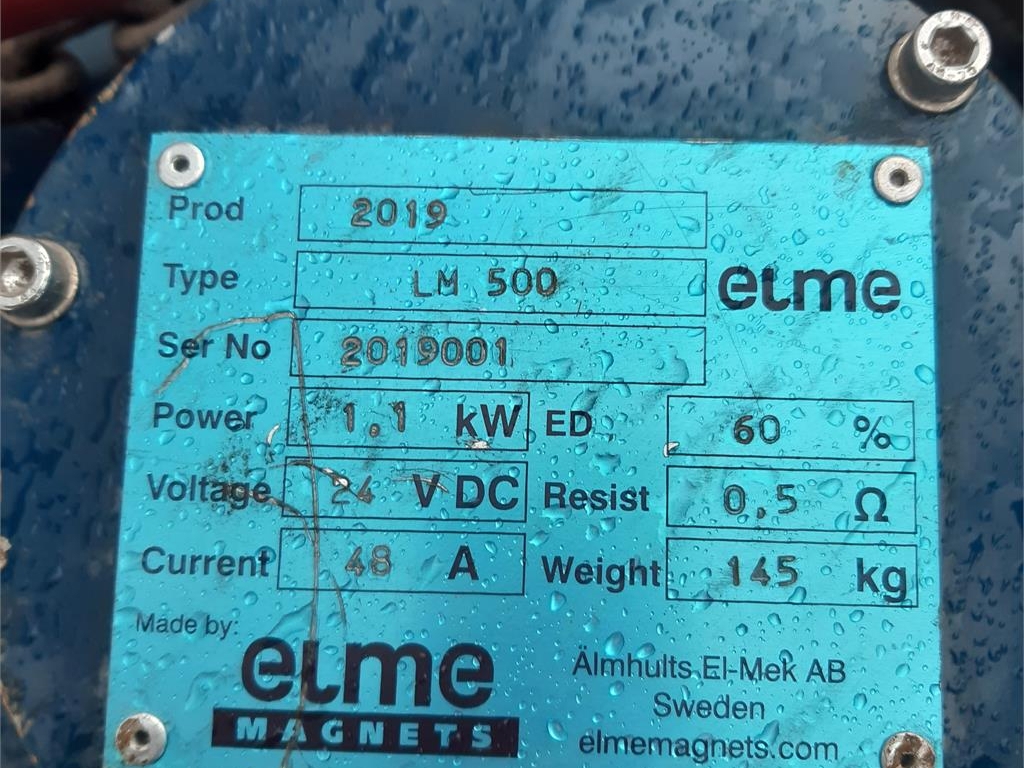 Prod 2019
Type LM 500 elme
Ser No 2019001
Power 1,1 kW ED 60 %
Voltage 24 V DC Resist 0,5 Ω
Current 48 A Weight 145 kg
Made by:
elme
MAGNETS
Älmhults El-Mek AB
Sweden
elmemagnets.com